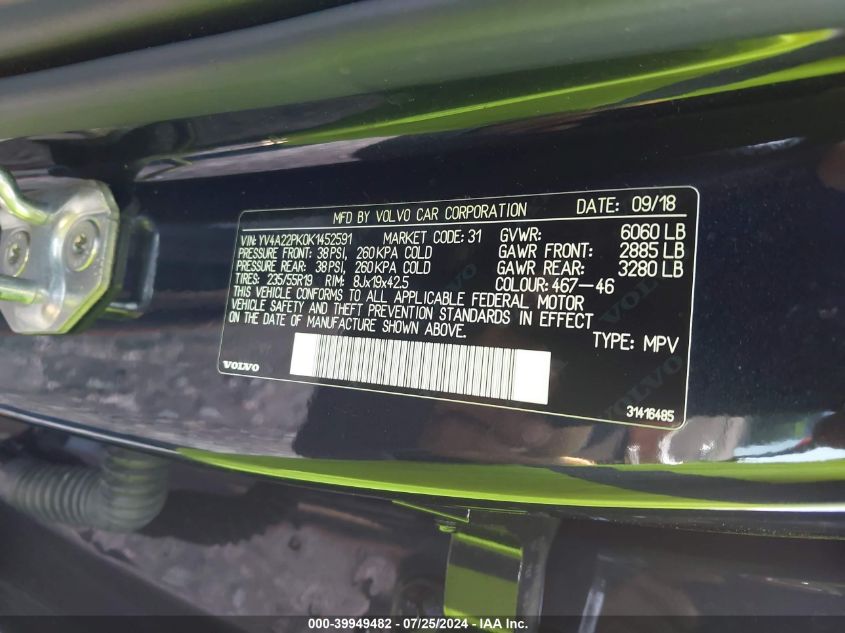 MFD BY VOLVO CAR CORPORATION DATE: 09/18
VIN: YV4A22PK0K1452591 MARKET CODE: 31 GVWR: 6060 LB
PRESSURE FRONT: 38 PSI, 260 KPA COLD GAWR FRONT: 2885 LB
PRESSURE REAR: 38 PSI, 260 KPA COLD GAWR REAR: 3280 LB
TIRES: 235/55R19 RIM: 8Jx19x42.5 COLOUR: 467-46
THIS VEHICLE CONFORMS TO ALL APPLICABLE FEDERAL MOTOR
VEHICLE SAFETY AND THEFT PREVENTION STANDARDS IN EFFECT
ON THE DATE OF MANUFACTURE SHOWN ABOVE.
TYPE: MPV
VOLVO
31416485
000-39949482 - 07/25/2024 - IAA Inc.